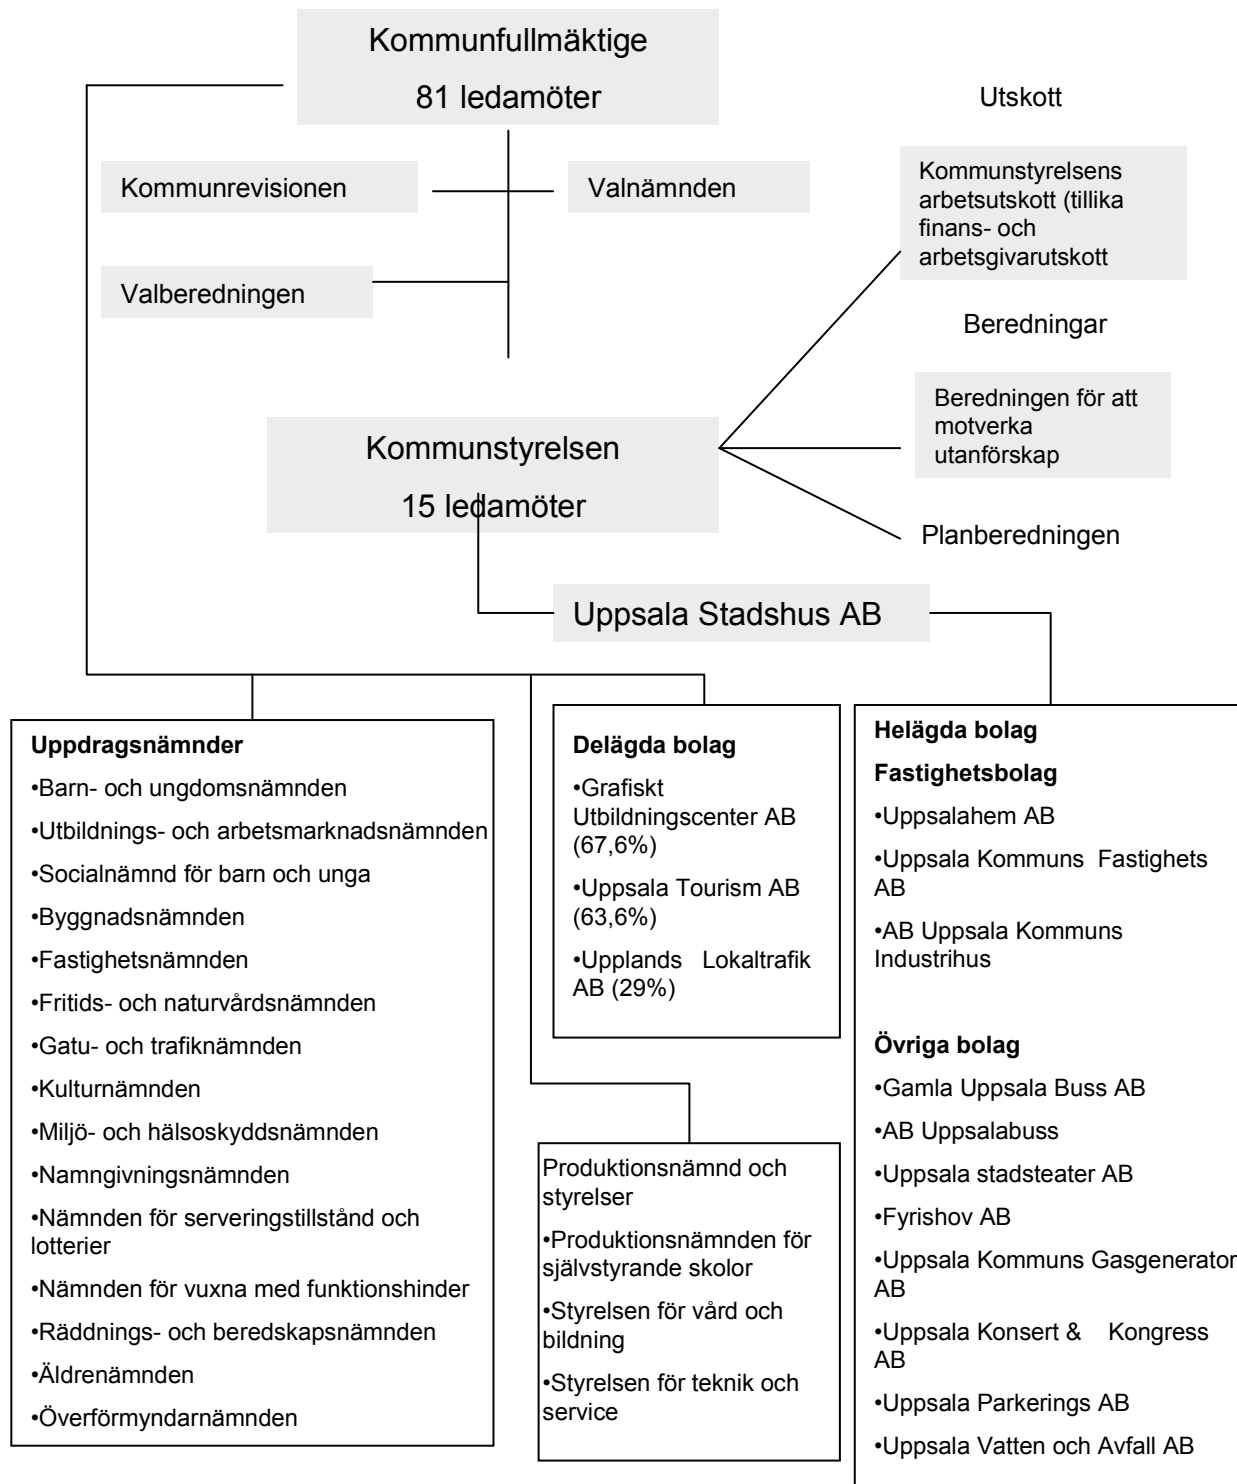 Kommunfullmäktige
81 ledamöter
Utskott
Kommunrevisionen
Valnämnden
Kommunstyrelsens
arbetsutskott (tillika
finans- och
arbetsgivarutskott
Valberedningen
Beredningar
Beredningen för att
motverka
utanförskap
Kommunstyrelsen
15 ledamöter
Planberedningen
Uppsala Stadshus AB
Uppdragsnämnder
•Barn- och ungdomsnämnden
•Utbildnings- och arbetsmarknadsnämnden
•Socialnämnd för barn och unga
•Byggnadsnämnden
•Fastighetsnämnden
•Fritids- och naturvårdsnämnden
•Gatu- och trafiknämnden
•Kulturnämnden
•Miljö- och hälsoskyddsnämnden
•Namngivningsnämnden
•Nämnden för serveringstillstånd och
lotterier
•Nämnden för vuxna med funktionshinder
•Räddnings- och beredskapsnämnden
•Äldrenämnden
•Överförmyndarnämnden
Delägda bolag
•Grafiskt
Utbildningscenter AB
(67,6%)
•Uppsala Tourism AB
(63,6%)
•Upplands Lokaltrafik
AB (29%)
Produktionsnämnd och
styrelser
•Produktionsnämnden för
självstyrande skolor
•Styrelsen för vård och
bildning
•Styrelsen för teknik och
service
Helägda bolag
Fastighetsbolag
•Uppsalahem AB
•Uppsala Kommuns Fastighets
AB
•AB Uppsala Kommuns
Industrihus
Övriga bolag
•Gamla Uppsala Buss AB
•AB Uppsalabuss
•Uppsala stadsteater AB
•Fyrishov AB
•Uppsala Kommuns Gasgenerator
AB
•Uppsala Konsert & Kongress
AB
•Uppsala Parkerings AB
•Uppsala Vatten och Avfall AB